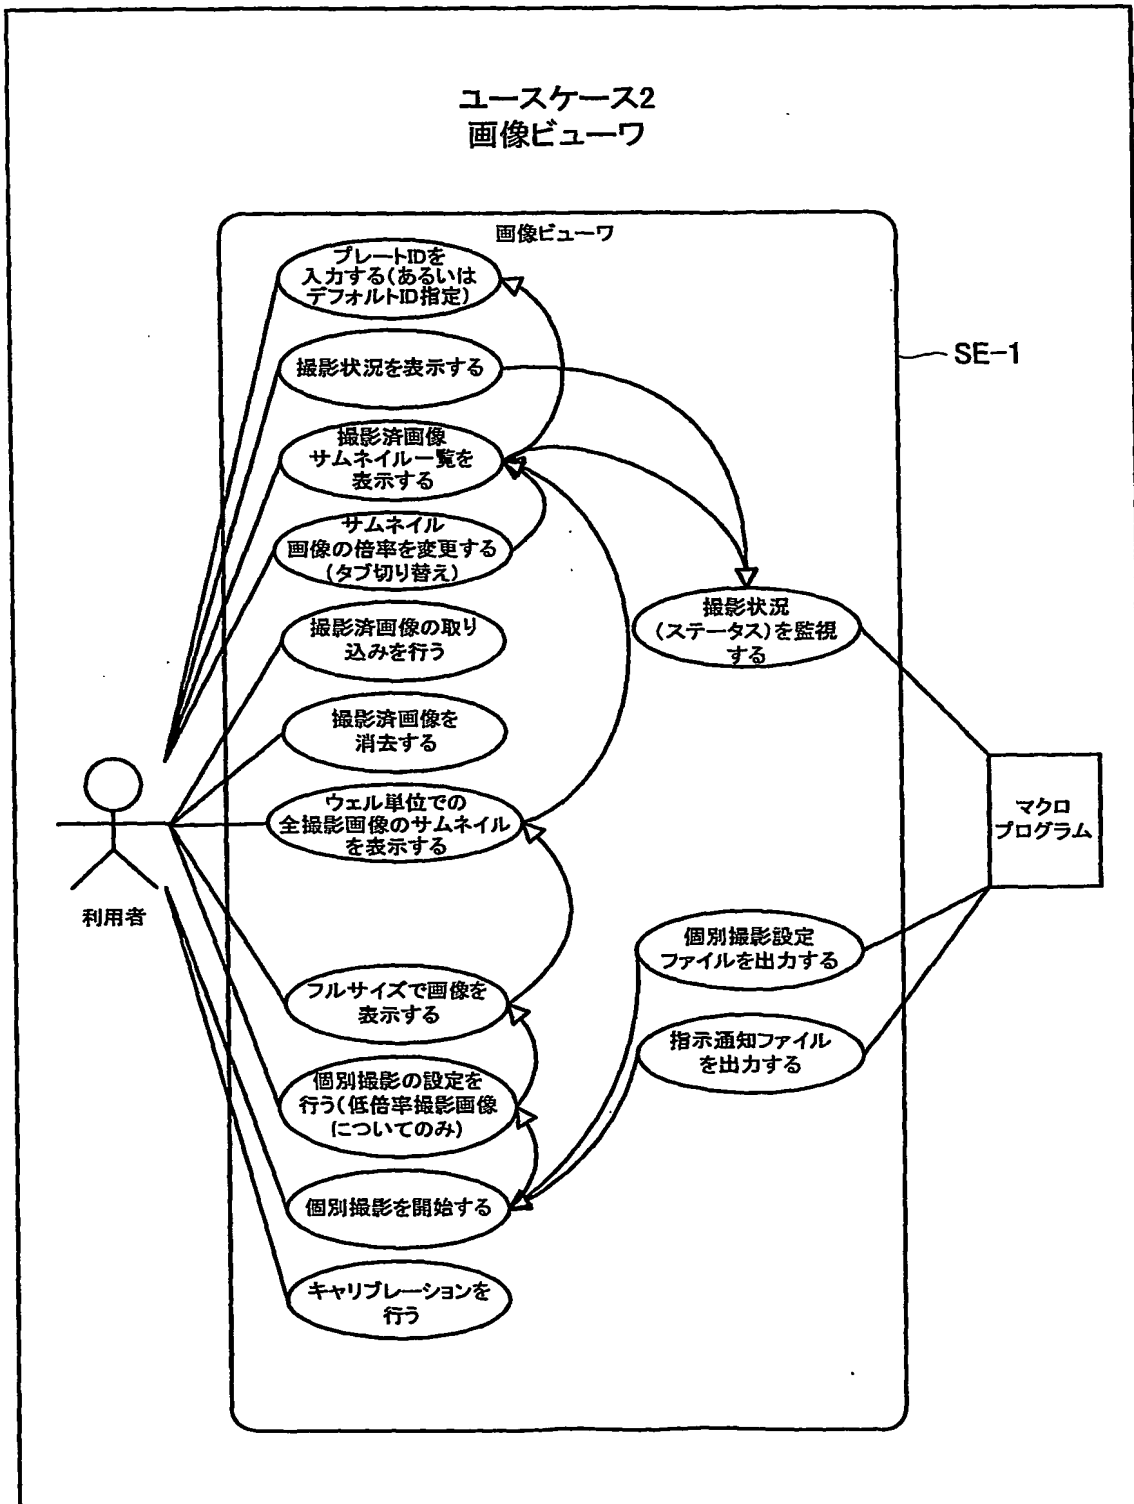 ユースケース2
画像ビューワ
画像ビューワ
プレートIDを
入力する(あるいは
デフォルトID指定)
撮影状況を表示する
SE-1
撮影済画像
サムネイル一覧を
表示する
サムネイル
画像の倍率を変更する
(タブ切り替え)
撮影済画像の取り
込みを行う
撮影状況
(ステータス)を監視
する
撮影済画像を
消去する
ウェル単位での
全撮影画像のサムネイル
を表示する
マクロ
プログラム
利用者
フルサイズで画像を
表示する
個別撮影設定
ファイルを出力する
指示通知ファイル
を出力する
個別撮影の設定を
行う(低倍率撮影画像
についてのみ)
個別撮影を開始する
キャリブレーションを
行う